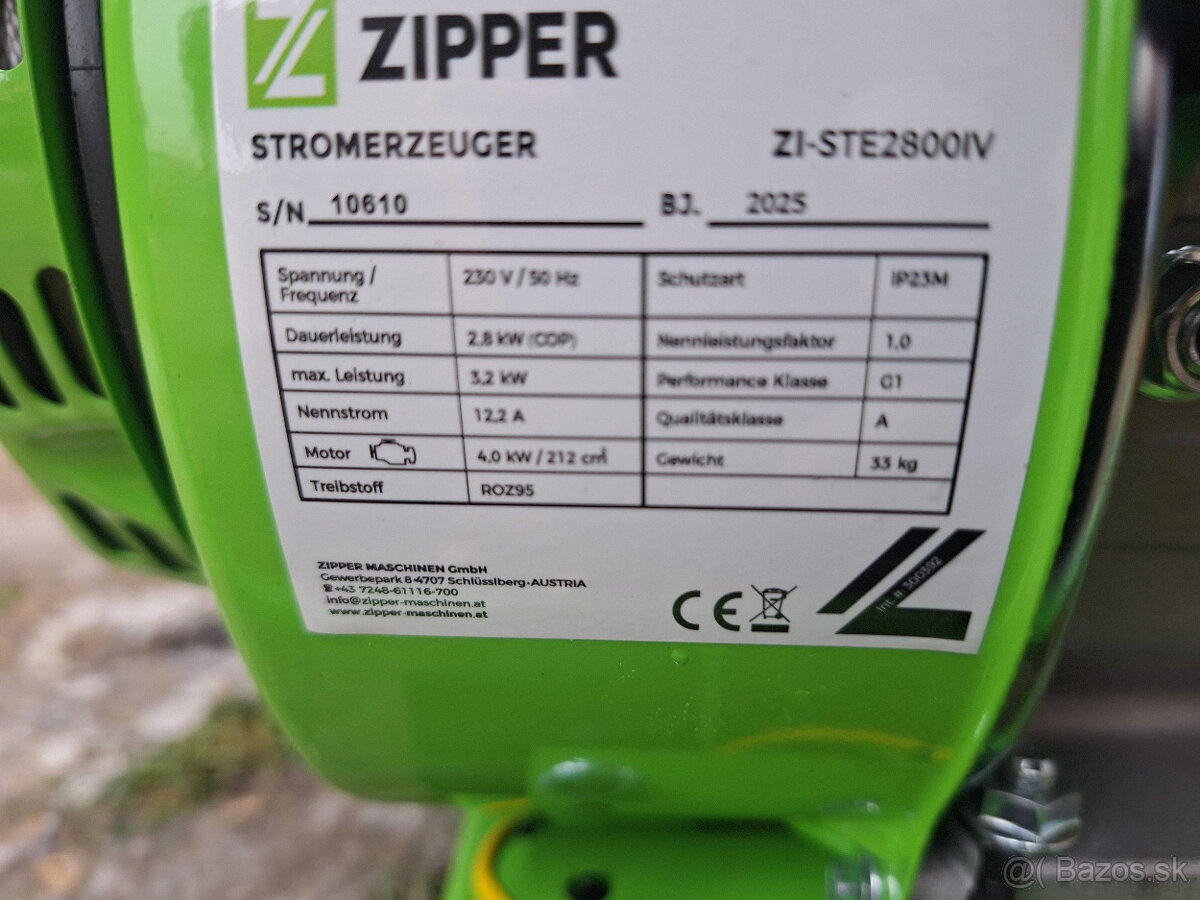 ZIPPER
STROMERZEUGER ZI-STE2800IV
S/N 10610 BJ. 2025
Spannung / Frequenz 230 V / 50 Hz Schutzart IP23M
Dauerleistung 2,8 kW (COP) Nennleistungsfaktor 1,0
max. Leistung 3,2 kW Performance Klasse G1
Nennstrom 12,2 A Qualitätsklasse A
Motor 4,0 kW / 212 cm³ Gewicht 33 kg
Treibstoff ROZ95
ZIPPER MASCHINEN GmbH
Gewerbepark 8·4707 Schlüsslberg·AUSTRIA
☎+43 7248-61116-700
info@zipper-maschinen.at
www.zipper-maschinen.at
CE
Int. # 300392
@( Bazos.sk